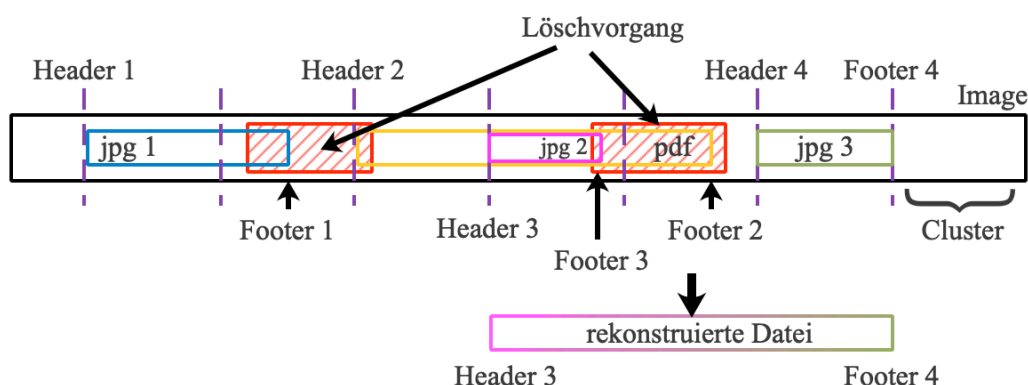 Löschvorgang
Header 1
Header 2
Header 4
Footer 4
Image
jpg 1
jpg 2
pdf
jpg 3
Footer 1
Header 3
Footer 2
Cluster
Footer 3
rekonstruierte Datei
Header 3
Footer 4